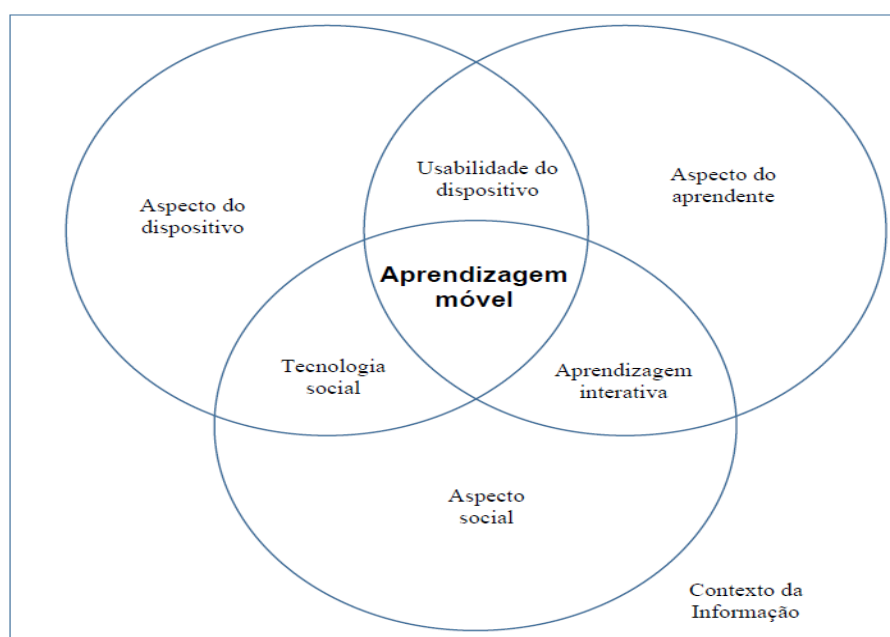 Usabilidade do
dispositivo
Aspecto do
aprendente
Aspecto do
dispositivo
Aprendizagem
móvel
Tecnologia
social
Aprendizagem
interativa
Aspecto
social
Contexto da
Informação